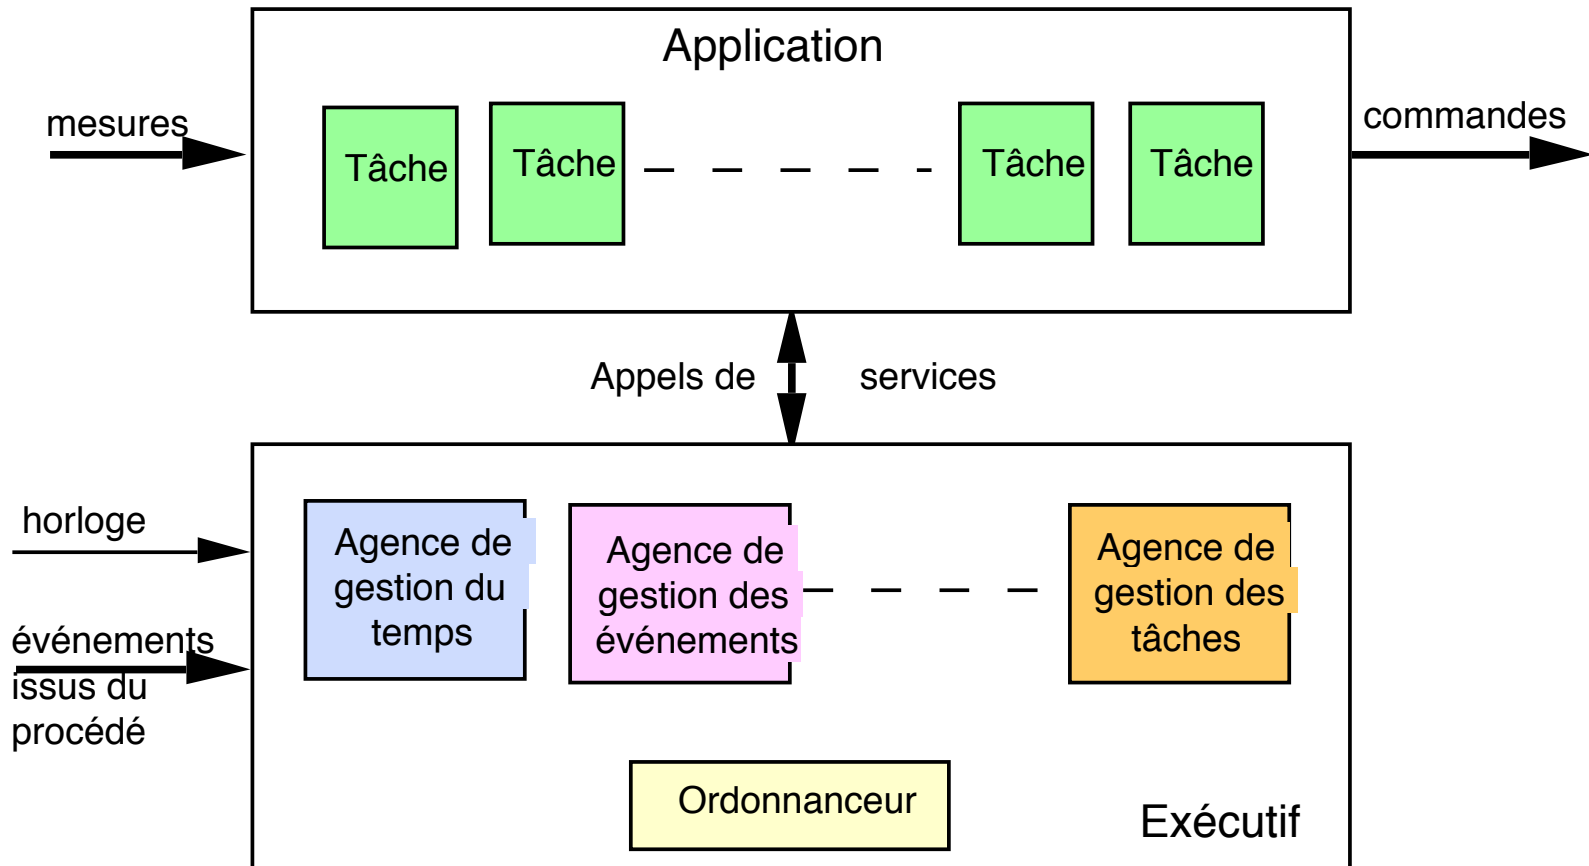 Application
mesures
commandes
Tâche
Tâche
Tâche
Tâche
Appels de services
horloge
événements
issus du
procédé
Agence de
gestion du
temps
Agence de
gestion des
événements
Agence de
gestion des
tâches
Ordonnanceur
Exécutif